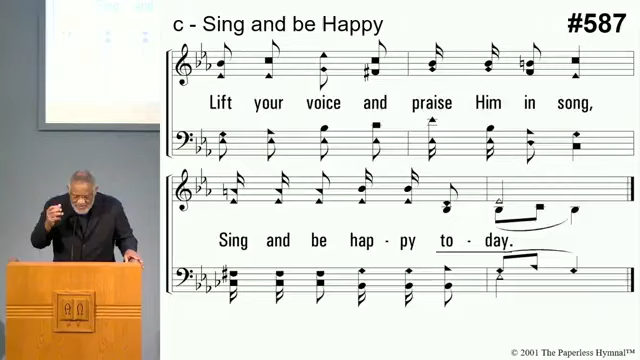 c - Sing and be Happy
#587
Lift your voice and praise Him in song,
Sing and be hap - py to - day.
© 2001 The Paperless Hymnal™